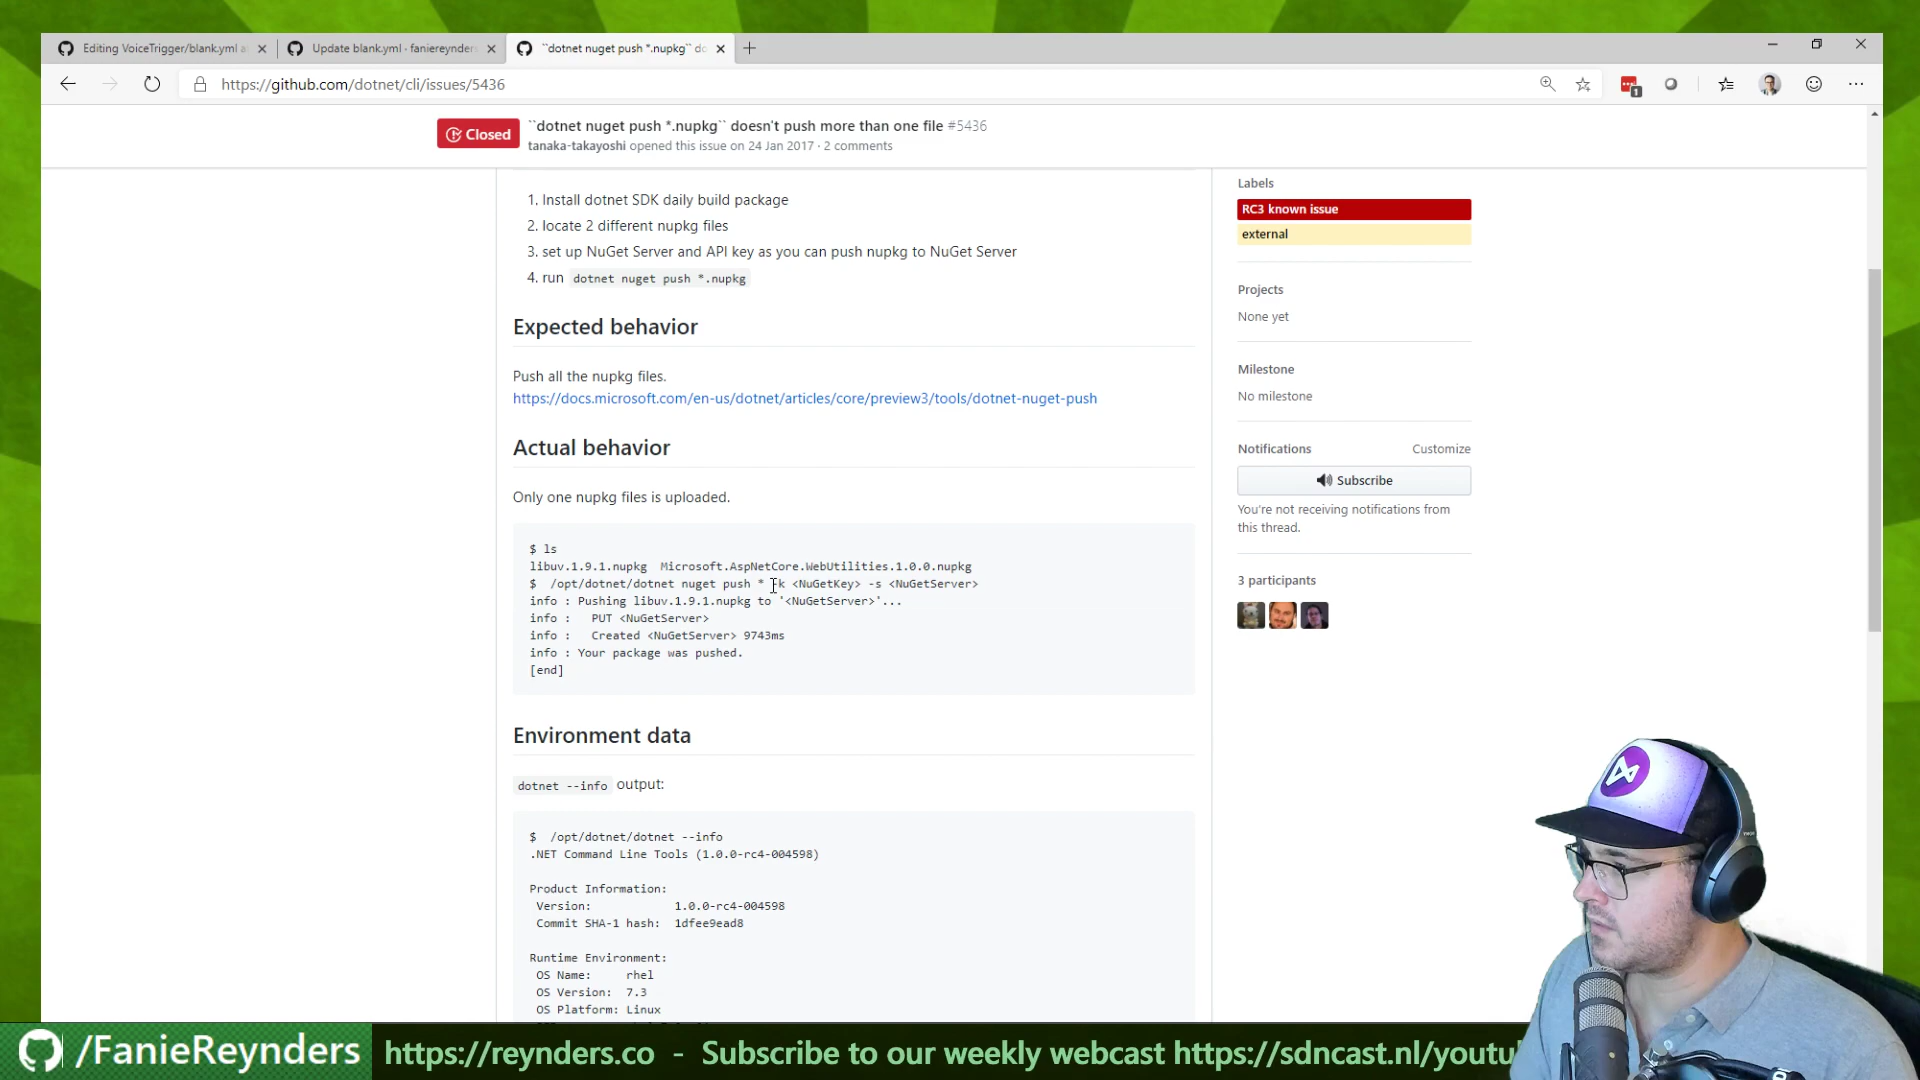 Editing VoiceTrigger/blank.yml a
Update blank.yml · faniereynders
``dotnet nuget push *.nupkg`` do
https://github.com/dotnet/cli/issues/5436
1
Closed
``dotnet nuget push *.nupkg`` doesn't push more than one file #5436
tanaka-takayoshi opened this issue on 24 Jan 2017 · 2 comments
1. Install dotnet SDK daily build package
2. locate 2 different nupkg files
3. set up NuGet Server and API key as you can push nupkg to NuGet Server
4. run dotnet nuget push *.nupkg
Expected behavior
Push all the nupkg files.
https://docs.microsoft.com/en-us/dotnet/articles/core/preview3/tools/dotnet-nuget-push
Actual behavior
Only one nupkg files is uploaded.
$ ls
libuv.1.9.1.nupkg  Microsoft.AspNetCore.WebUtilities.1.0.0.nupkg
$  /opt/dotnet/dotnet nuget push * -k <NuGetKey> -s <NuGetServer>
info : Pushing libuv.1.9.1.nupkg to '<NuGetServer>'...
info :   PUT <NuGetServer>
info :   Created <NuGetServer> 9743ms
info : Your package was pushed.
[end]
Environment data
dotnet --info output:
$  /opt/dotnet/dotnet --info
.NET Command Line Tools (1.0.0-rc4-004598)
Product Information:
Version:            1.0.0-rc4-004598
Commit SHA-1 hash:  1dfee9ead8
Runtime Environment:
OS Name:     rhel
OS Version:  7.3
OS Platform: Linux
Labels
RC3 known issue
external
Projects
None yet
Milestone
No milestone
Notifications
Customize
Subscribe
You're not receiving notifications from
this thread.
3 participants
/FanieReynders
https://reynders.co  -  Subscribe to our weekly webcast https://sdncast.nl/youtu